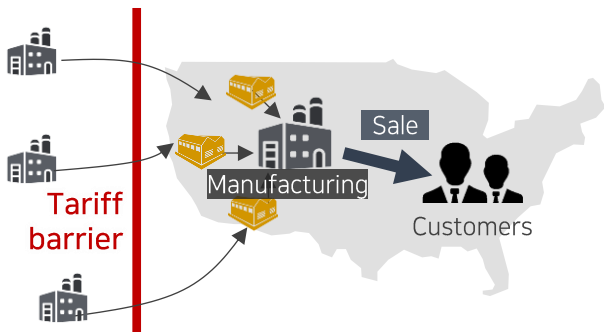 Sale
Manufacturing
Tariff
barrier
Customers